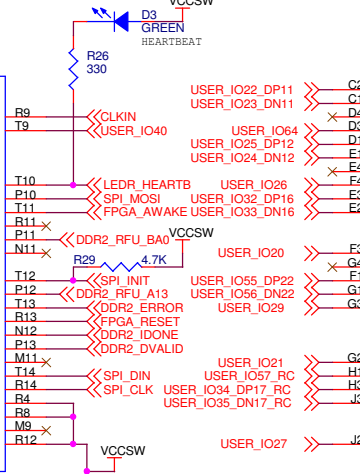 VCCSW
D3
GREEN
HEARTBEAT
R26
330
USER_IO22_DP11
USER_IO23_DN11
R9 CLKIN
T9 USER_IO40 USER_IO64
USER_IO25_DP12
USER_IO24_DN12
T10 LEDR_HEARTB USER_IO26
P10 SPI_MOSI USER_IO32_DP16
T11 FPGA_AWAKE USER_IO33_DN16
R11
P11 DDR2_RFU_BA0 VCCSW
N11 USER_IO20
R29 4.7K
T12 SPI_INIT USER_IO55_DP22
P12 DDR2_RFU_A13 USER_IO56_DN22
T13 DDR2_ERROR USER_IO29
R13 FPGA_RESET
N12 DDR2_IDONE
P13 DDR2_DVALID
M11 USER_IO21
T14 SPI_DIN USER_IO57_RC
R14 SPI_CLK USER_IO34_DP17_RC
R4 USER_IO35_DN17_RC
R8
M9
R12 USER_IO27
VCCSW